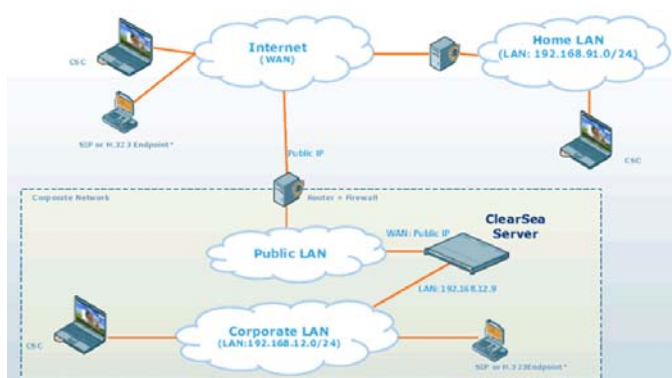 Internet
(WAN)
Home LAN
(LAN: 192.168.91.0/24)
CSC
SIP or H.323 Endpoint*
CSC
Public IP
Corporate Network
Router + Firewall
ClearSea
Server
WAN: Public IP
Public LAN
LAN: 192.168.12.9
Corporate LAN
(LAN:192.168.12.0/24)
CSC
SIP or H.323Endpoint*